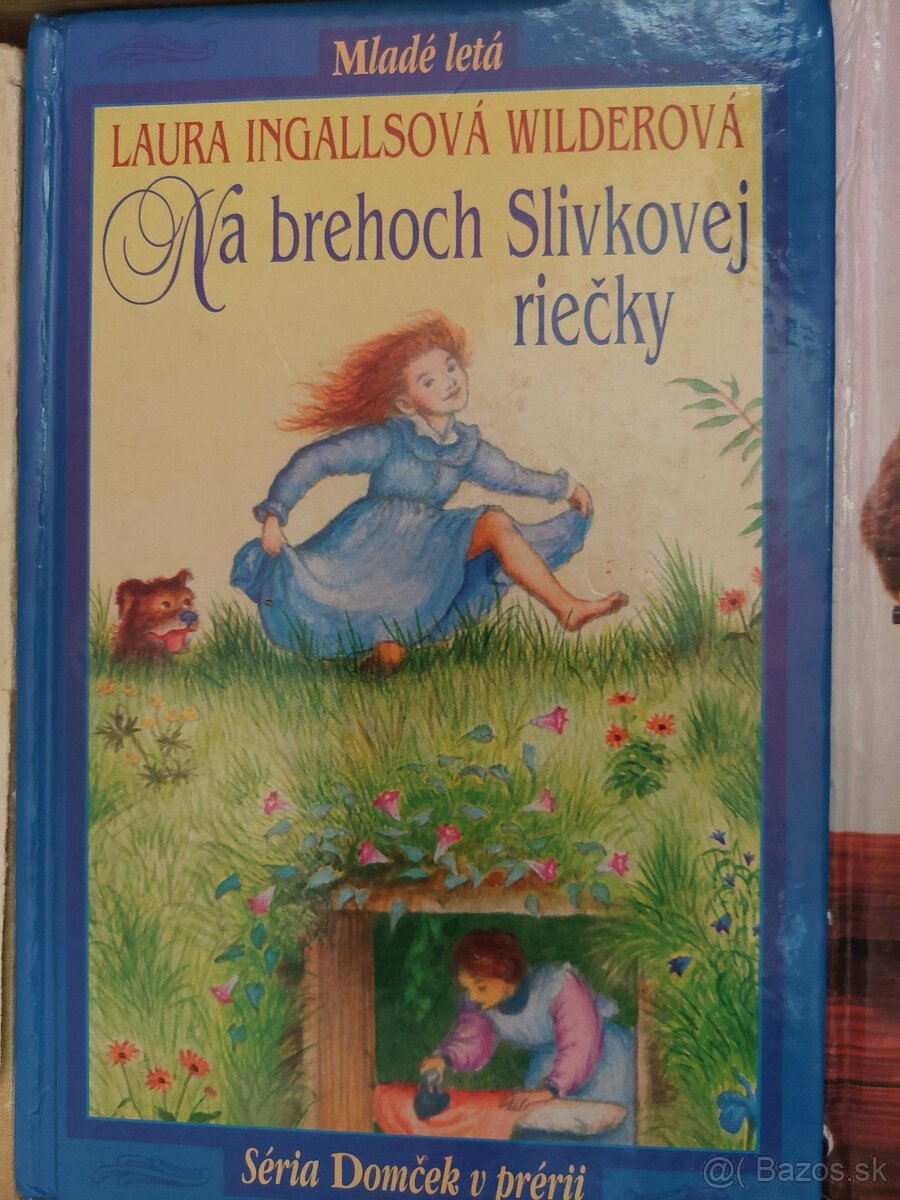 Mladé letá
LAURA INGALLSOVÁ WILDEROVÁ
Na brehoch Slivkovej
riečky
Séria Domček v prérii
@( Bazos.sk